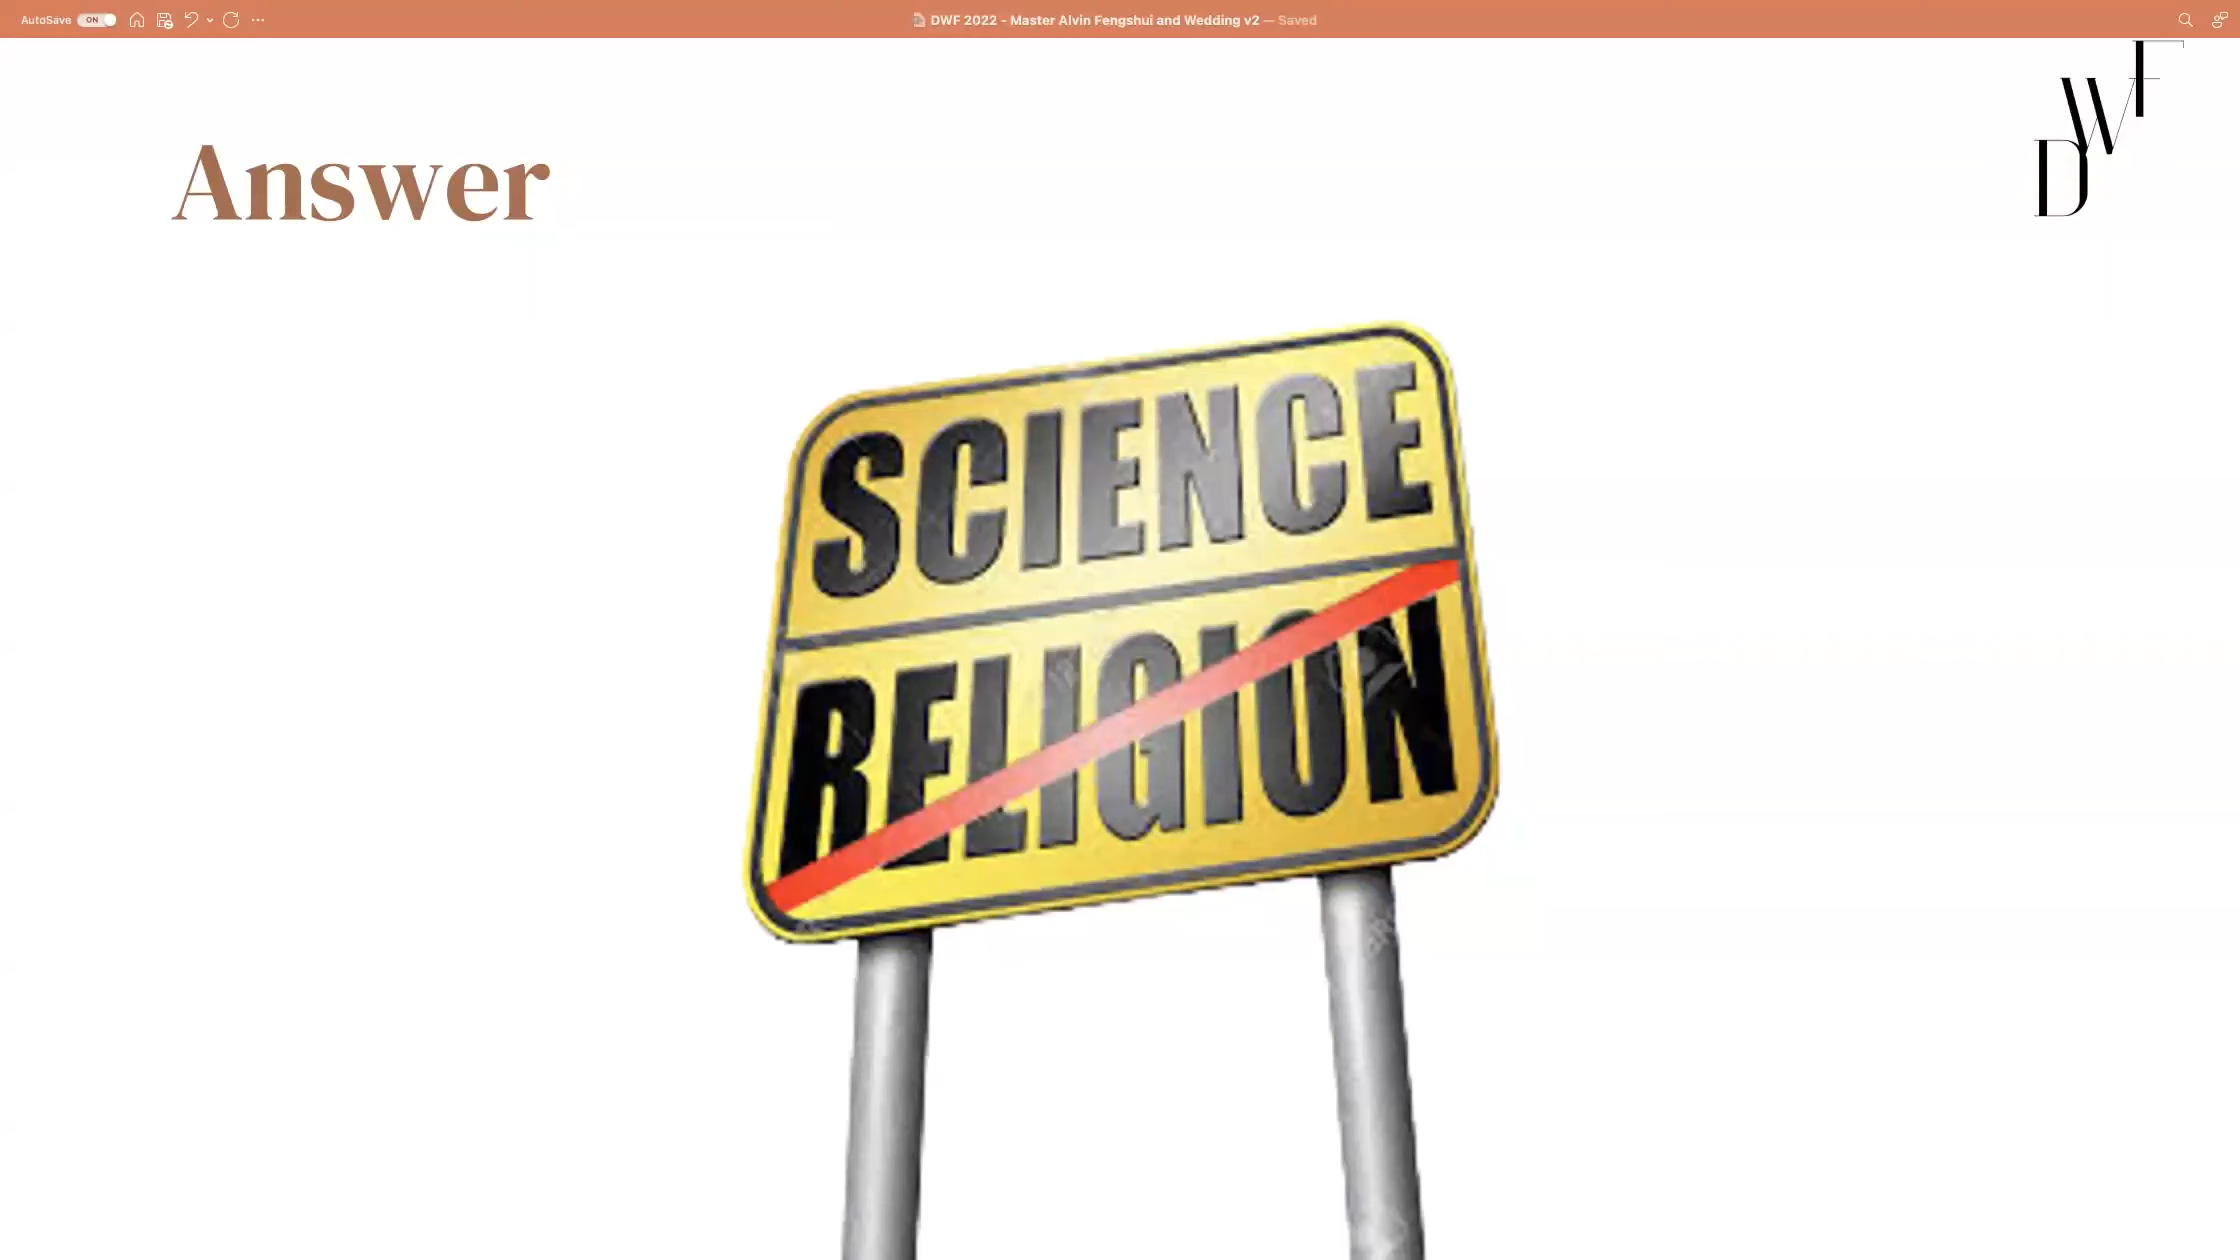 AutoSave ON DWF 2022 - Master Alvin Fengshui and Wedding v2 — Saved
DWF
Answer
SCIENCE
RELIGION